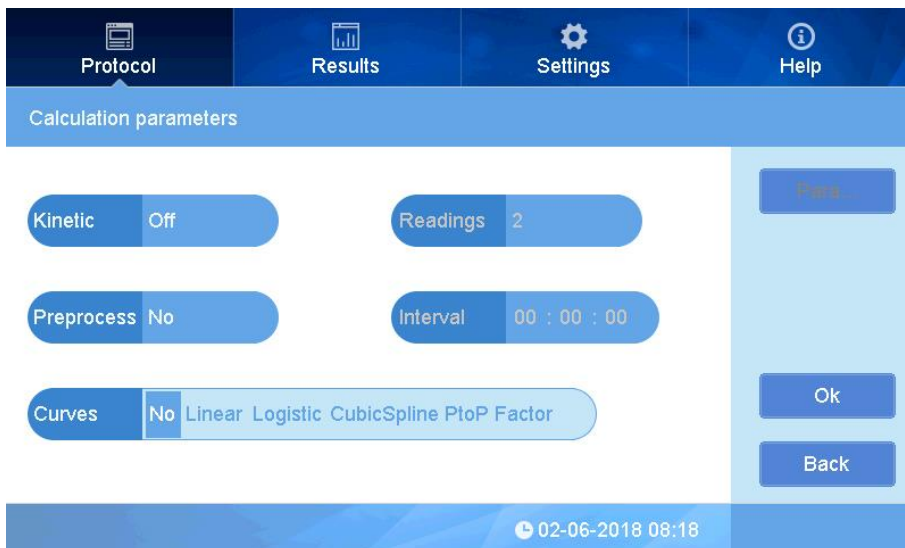 Protocol Results Settings Help
Calculation parameters
Para...
Kinetic Off Readings 2
Preprocess No Interval 00 : 00 : 00
Curves No Linear Logistic CubicSpline PtoP Factor
Ok
Back
02-06-2018 08:18